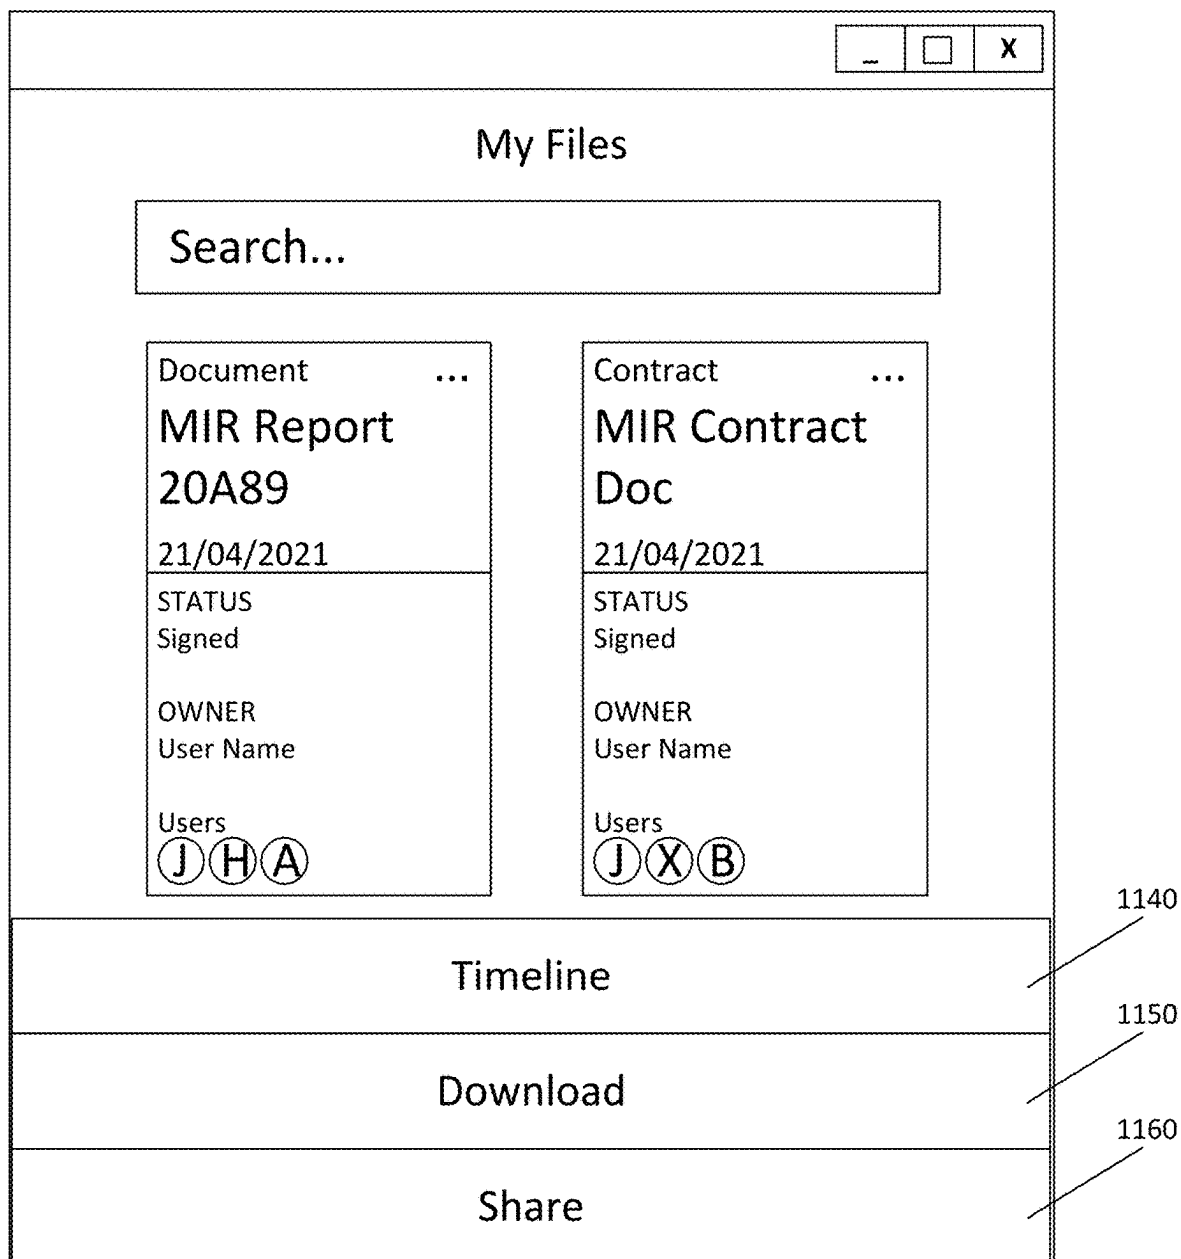 _ X
My Files
Search...
Document ...
MIR Report
20A89
21/04/2021
STATUS
Signed
OWNER
User Name
Users
J H A
Contract ...
MIR Contract
Doc
21/04/2021
STATUS
Signed
OWNER
User Name
Users
J X B
Timeline
1140
Download
1150
Share
1160